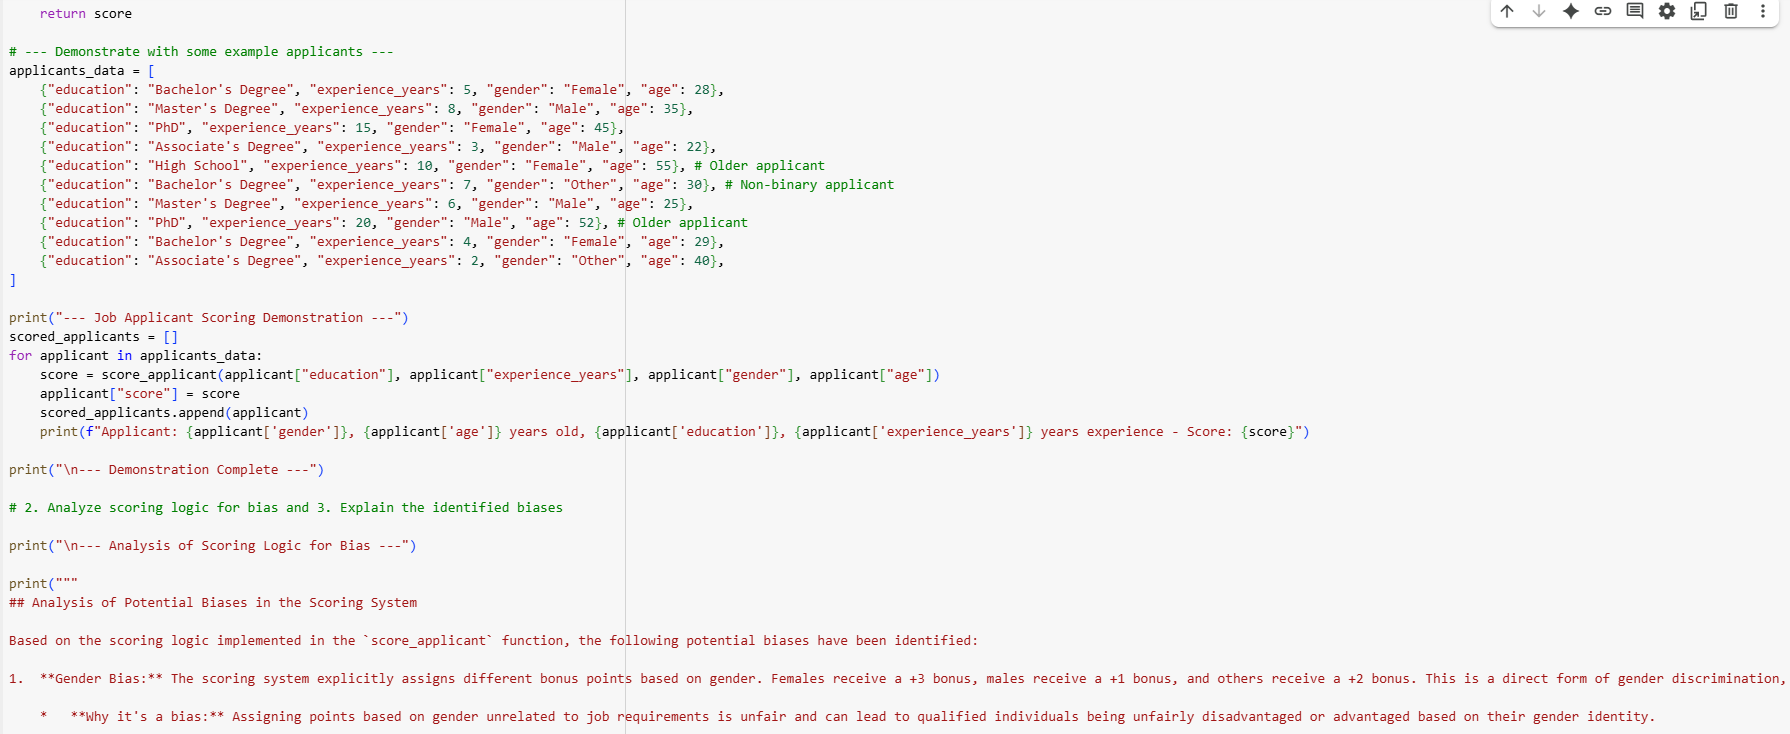 return score

# --- Demonstrate with some example applicants ---
applicants_data = [
    {"education": "Bachelor's Degree", "experience_years": 5, "gender": "Female", "age": 28},
    {"education": "Master's Degree", "experience_years": 8, "gender": "Male", "age": 35},
    {"education": "PhD", "experience_years": 15, "gender": "Female", "age": 45},
    {"education": "Associate's Degree", "experience_years": 3, "gender": "Male", "age": 22},
    {"education": "High School", "experience_years": 10, "gender": "Female", "age": 55}, # Older applicant
    {"education": "Bachelor's Degree", "experience_years": 7, "gender": "Other", "age": 30}, # Non-binary applicant
    {"education": "Master's Degree", "experience_years": 6, "gender": "Male", "age": 25},
    {"education": "PhD", "experience_years": 20, "gender": "Male", "age": 52}, # Older applicant
    {"education": "Bachelor's Degree", "experience_years": 4, "gender": "Female", "age": 29},
    {"education": "Associate's Degree", "experience_years": 2, "gender": "Other", "age": 40},
]

print("--- Job Applicant Scoring Demonstration ---")
scored_applicants = []
for applicant in applicants_data:
    score = score_applicant(applicant["education"], applicant["experience_years"], applicant["gender"], applicant["age"])
    applicant["score"] = score
    scored_applicants.append(applicant)
    print(f"Applicant: {applicant['gender']}, {applicant['age']} years old, {applicant['education']}, {applicant['experience_years']} years experience - Score: {score}")

print("\n--- Demonstration Complete ---")

# 2. Analyze scoring logic for bias and 3. Explain the identified biases

print("\n--- Analysis of Scoring Logic for Bias ---")

print("""
## Analysis of Potential Biases in the Scoring System

Based on the scoring logic implemented in the `score_applicant` function, the following potential biases have been identified:

1.  **Gender Bias:** The scoring system explicitly assigns different bonus points based on gender. Females receive a +3 bonus, males receive a +1 bonus, and others receive a +2 bonus. This is a direct form of gender discrimination,

    *   **Why it's a bias:** Assigning points based on gender unrelated to job requirements is unfair and can lead to qualified individuals being unfairly disadvantaged or advantaged based on their gender identity.